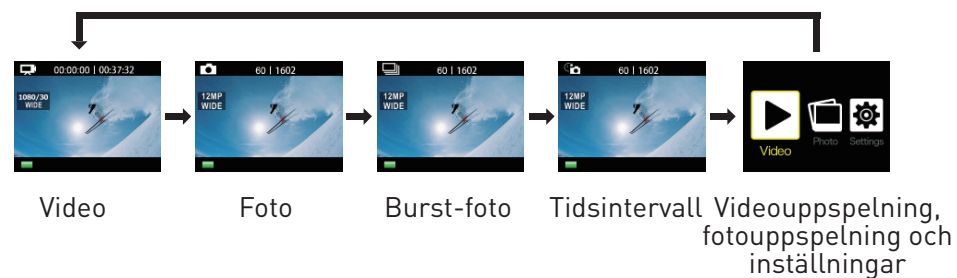 00:00:00 | 00:37:32
1080/30
WIDE
60 | 1602
12MP
WIDE
60 | 1602
12MP
WIDE
60 | 1602
12MP
WIDE
Video
Photo
Settings
Video
Foto
Burst-foto
Tidsintervall
Videouppspelning,
fotouppspelning och
inställningar